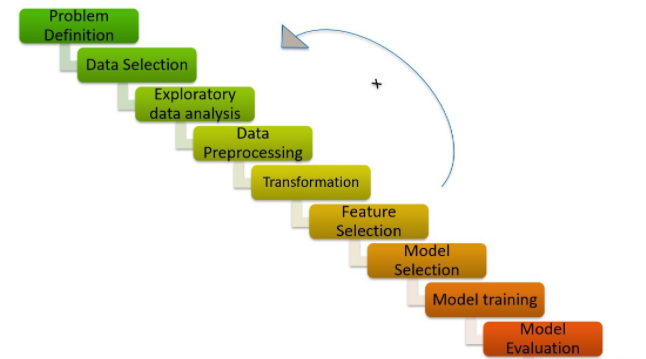 Problem
Definition
Data Selection
Exploratory
data analysis
Data
Preprocessing
Transformation
Feature
Selection
Model
Selection
Model training
Model
Evaluation